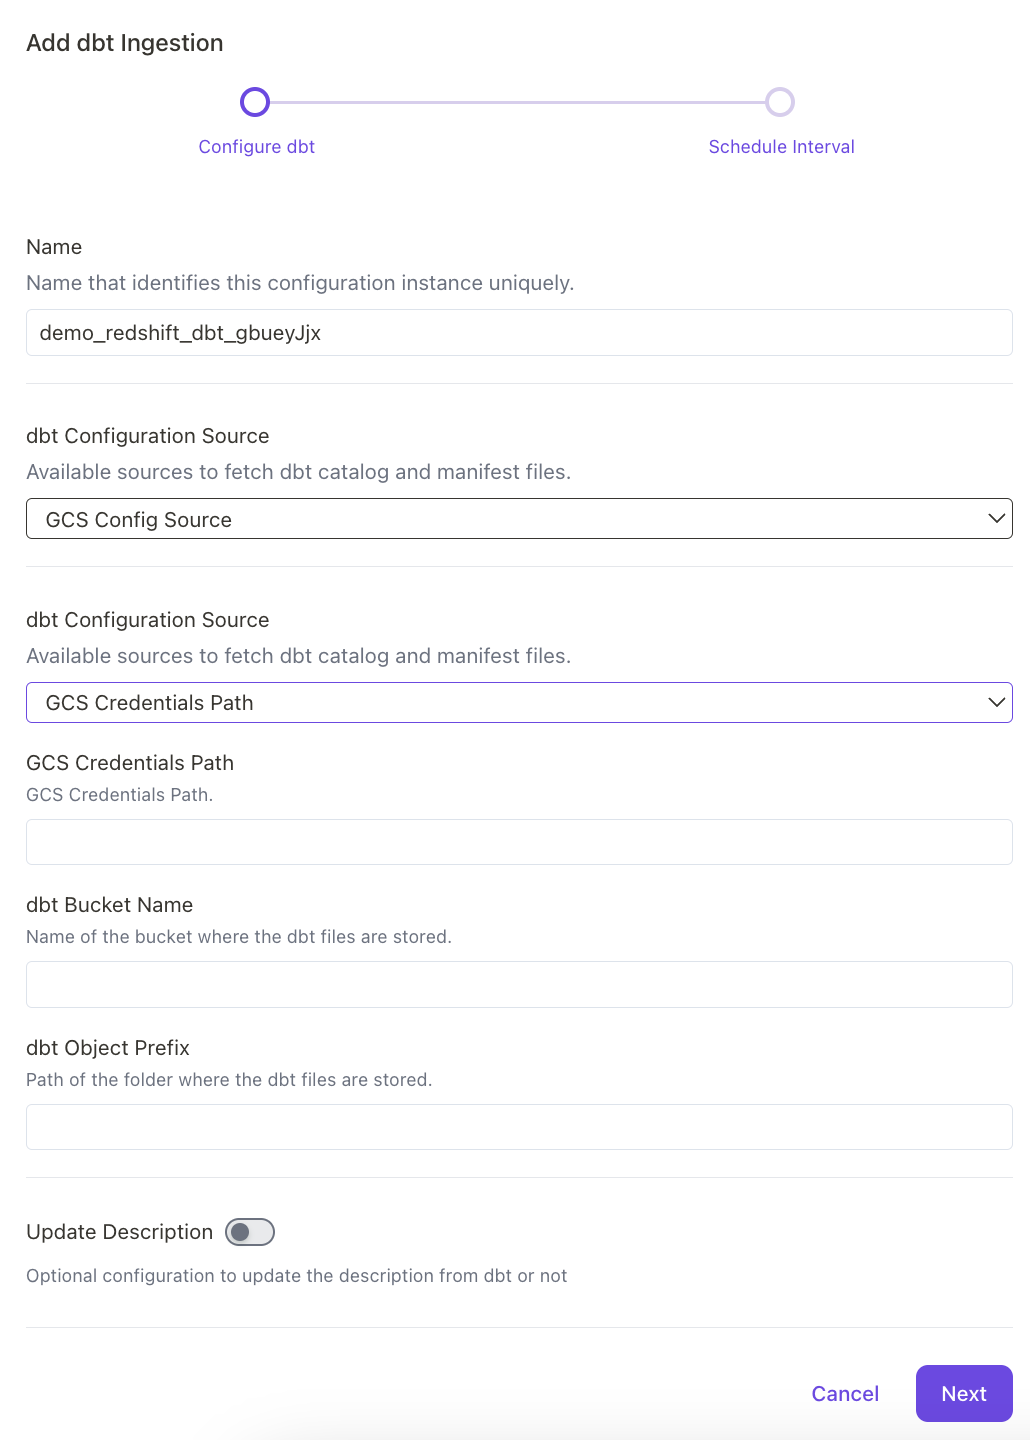 Add dbt Ingestion
Configure dbt
Schedule Interval
Name
Name that identifies this configuration instance uniquely.
demo_redshift_dbt_gbueyJjx
dbt Configuration Source
Available sources to fetch dbt catalog and manifest files.
GCS Config Source
dbt Configuration Source
Available sources to fetch dbt catalog and manifest files.
GCS Credentials Path
GCS Credentials Path
GCS Credentials Path.
dbt Bucket Name
Name of the bucket where the dbt files are stored.
dbt Object Prefix
Path of the folder where the dbt files are stored.
Update Description
Optional configuration to update the description from dbt or not
Cancel
Next